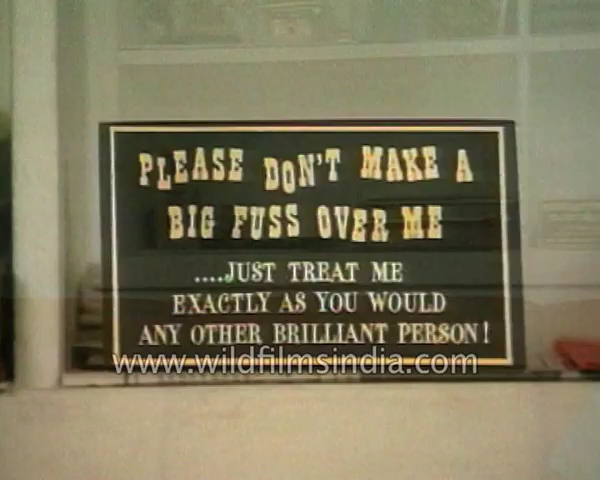 PLEASE DON'T MAKE A
BIG FUSS OVER ME
....JUST TREAT ME
EXACTLY AS YOU WOULD
ANY OTHER BRILLIANT PERSON!
www.wildfilmsindia.com